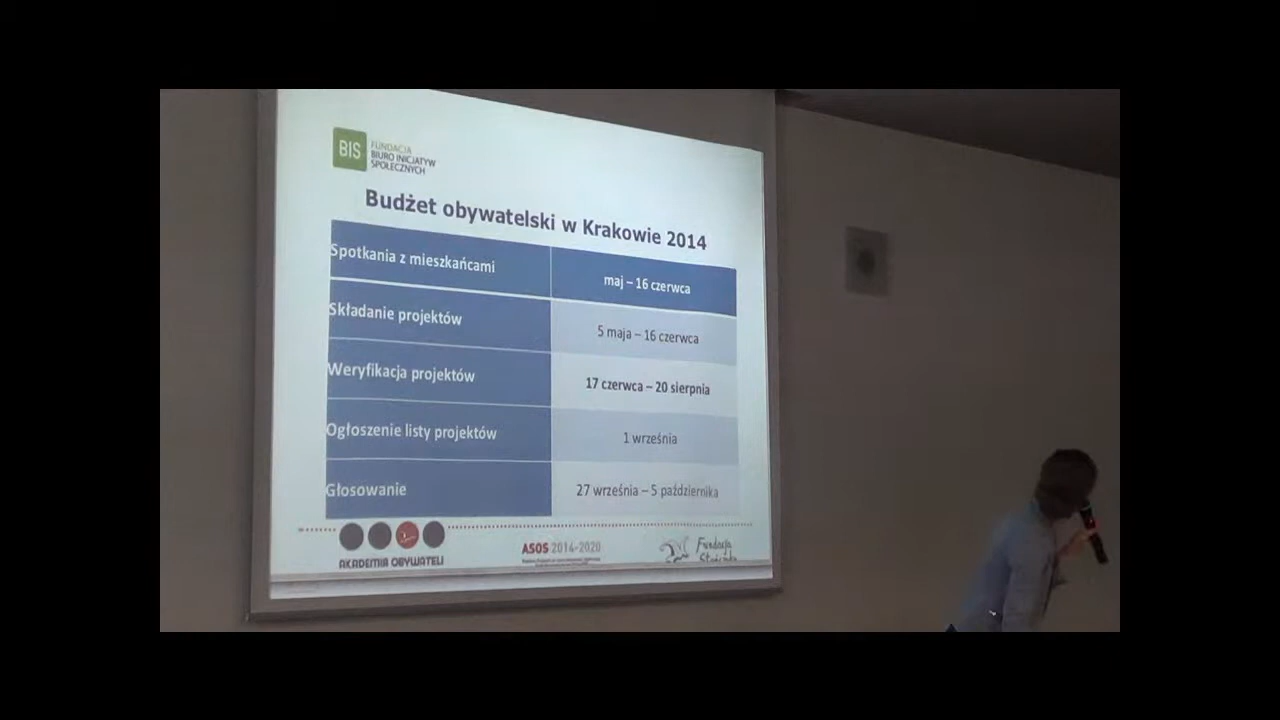 BIS
FUNDACJA
BIURO INICJATYW
SPOŁECZNYCH
Budżet obywatelski w Krakowie 2014
Spotkania z mieszkańcami
maj – 16 czerwca
Składanie projektów
5 maja – 16 czerwca
Weryfikacja projektów
17 czerwca – 20 sierpnia
Ogłoszenie listy projektów
1 września
Głosowanie
27 września – 5 października
AKADEMIA OBYWATELI
ASOS 2014-2020
Fundacja